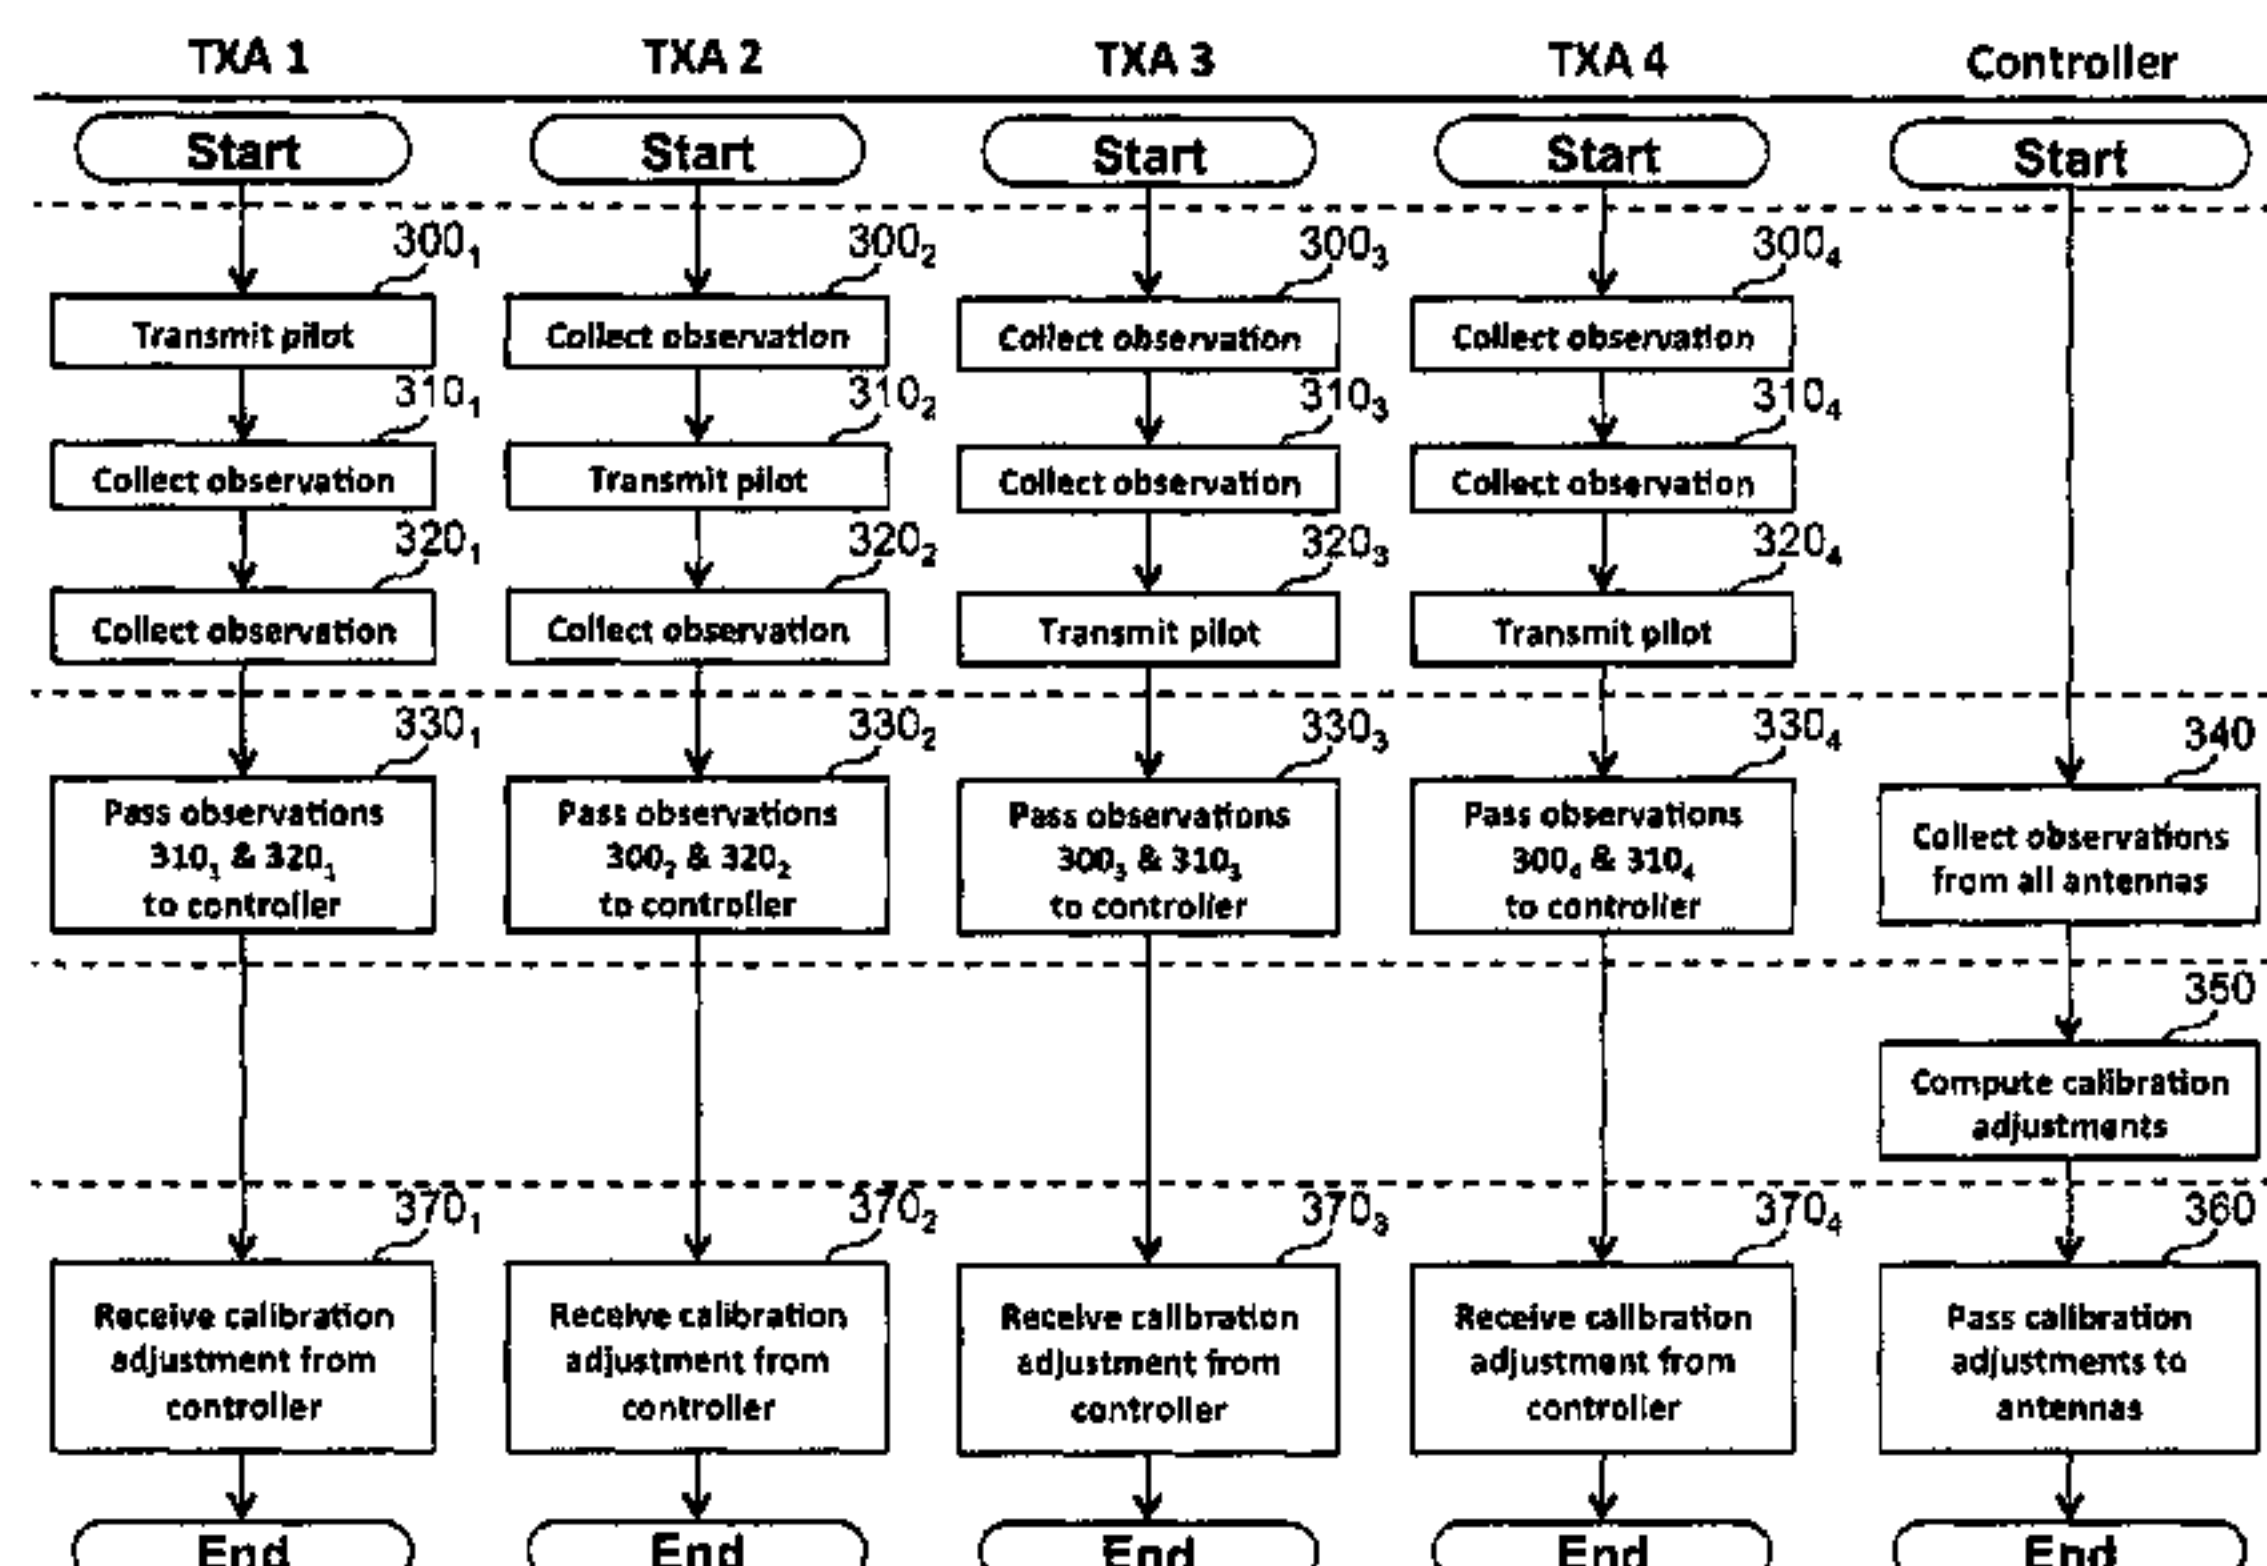 TXA 1 TXA 2 TXA 3 TXA 4 Controller
Start Start Start Start Start
300₁ 300₂ 300₃ 300₄
Transmit pilot Collect observation Collect observation Collect observation
310₁ 310₂ 310₃ 310₄
Collect observation Transmit pilot Collect observation Collect observation
320₁ 320₂ 320₃ 320₄
Collect observation Collect observation Transmit pilot Transmit pilot
330₁ 330₂ 330₃ 330₄ 340
Pass observations
310₁ & 320₁
to controller
Pass observations
300₂ & 320₂
to controller
Pass observations
300₃ & 310₃
to controller
Pass observations
300₄ & 310₄
to controller
Collect observations
from all antennas
350
Compute calibration
adjustments
370₁ 370₂ 370₃ 370₄ 360
Receive calibration
adjustment from
controller
Receive calibration
adjustment from
controller
Receive calibration
adjustment from
controller
Receive calibration
adjustment from
controller
Pass calibration
adjustments to
antennas
End End End End End